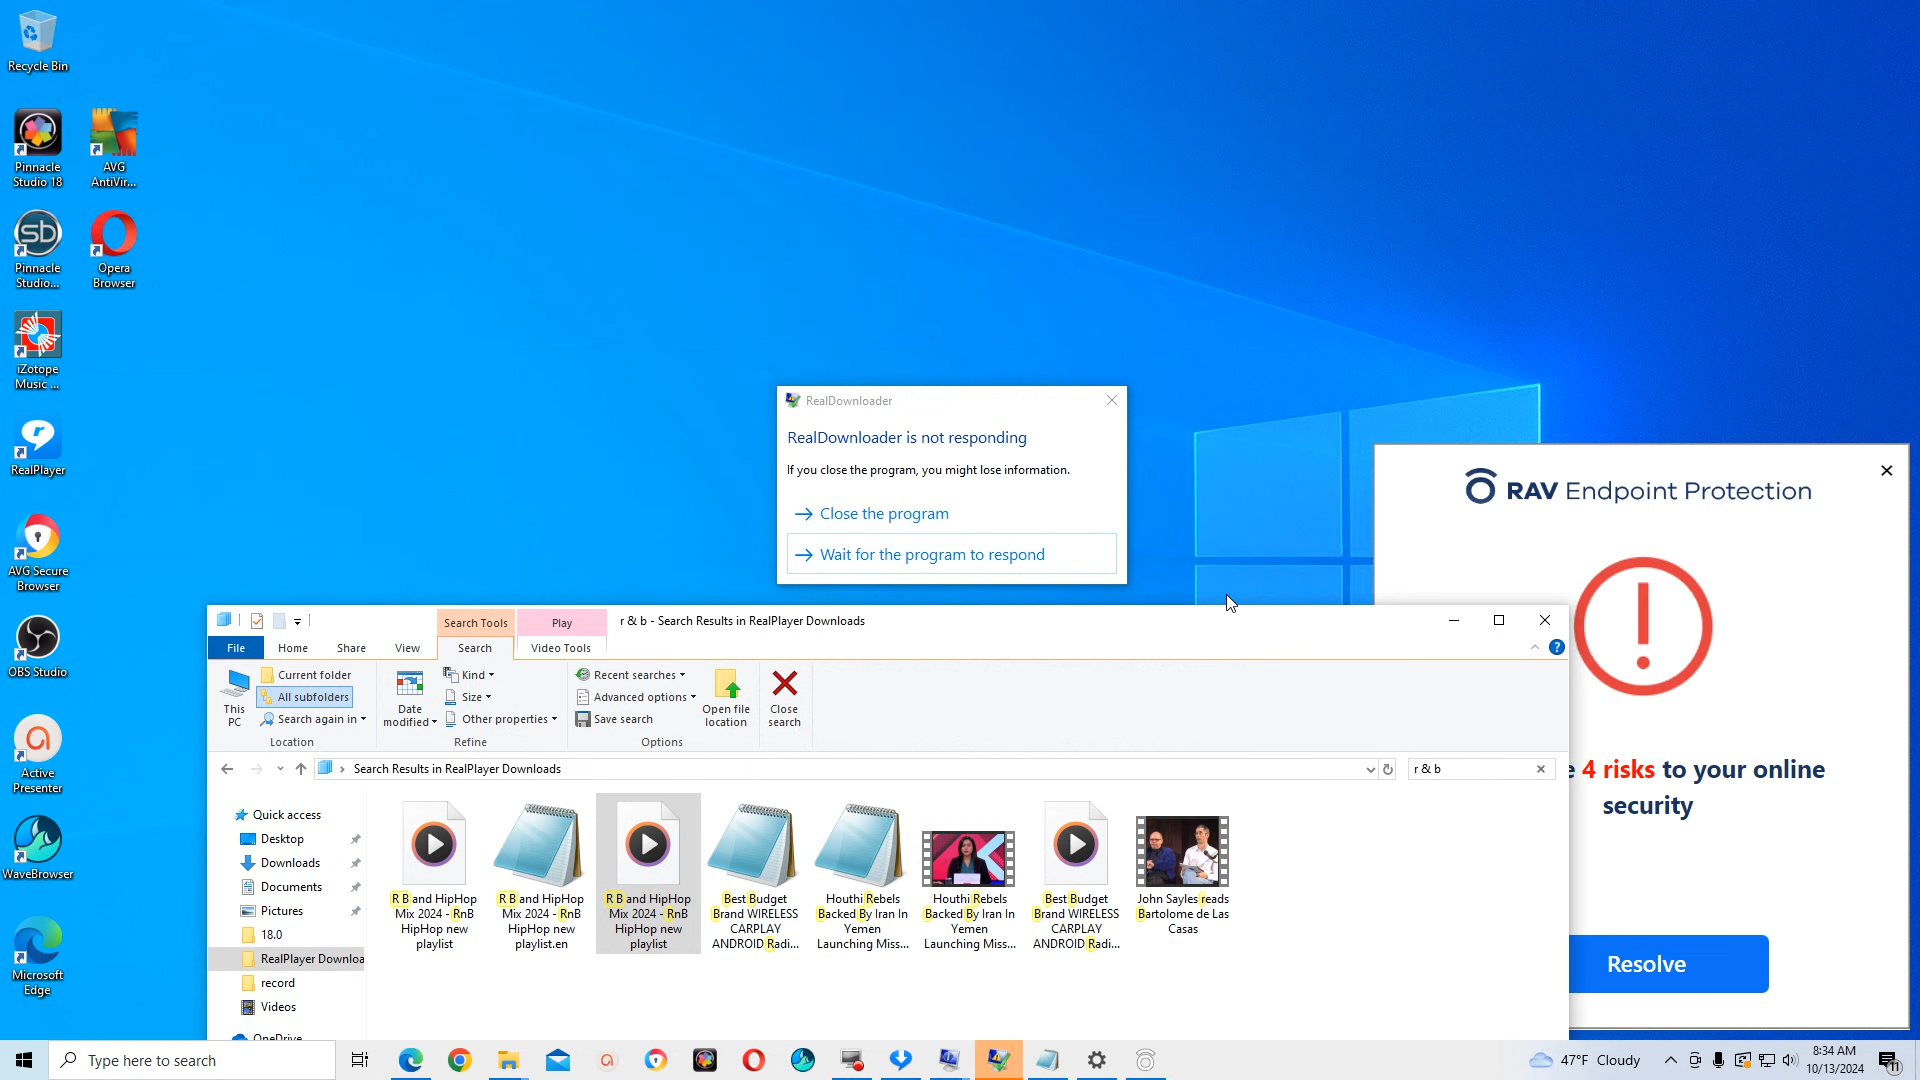 Recycle Bin
Pinnacle
Studio 18
AVG
AntiVir...
sb
Pinnacle
Studio...
Opera
Browser
iZotope
Music ...
RealPlayer
AVG Secure
Browser
OBS Studio
Active
Presenter
WaveBrowser
Microsoft
Edge
RealDownloader
RealDownloader is not responding
If you close the program, you might lose information.
Close the program
Wait for the program to respond
RAV Endpoint Protection
4 risks to your online
security
Resolve
Search Tools
Play
r & b - Search Results in RealPlayer Downloads
File
Home
Share
View
Search
Video Tools
This
PC
Current folder
All subfolders
Search again in
Location
Date
modified
Kind
Size
Other properties
Refine
Recent searches
Advanced options
Save search
Options
Open file
location
Close
search
Search Results in RealPlayer Downloads
r & b
Quick access
Desktop
Downloads
Documents
Pictures
18.0
RealPlayer Downloa
record
Videos
OneDrive
R B and HipHop
Mix 2024 - RnB
HipHop new
playlist
R B and HipHop
Mix 2024 - RnB
HipHop new
playlist.en
R B and HipHop
Mix 2024 - RnB
HipHop new
playlist
Best Budget
Brand WIRELESS
CARPLAY
ANDROID Radi...
Houthi Rebels
Backed By Iran In
Yemen
Launching Miss...
Houthi Rebels
Backed By Iran In
Yemen
Launching Miss...
Best Budget
Brand WIRELESS
CARPLAY
ANDROID Radi...
John Sayles reads
Bartolome de Las
Casas
Type here to search
47°F Cloudy
8:34 AM
10/13/2024
11